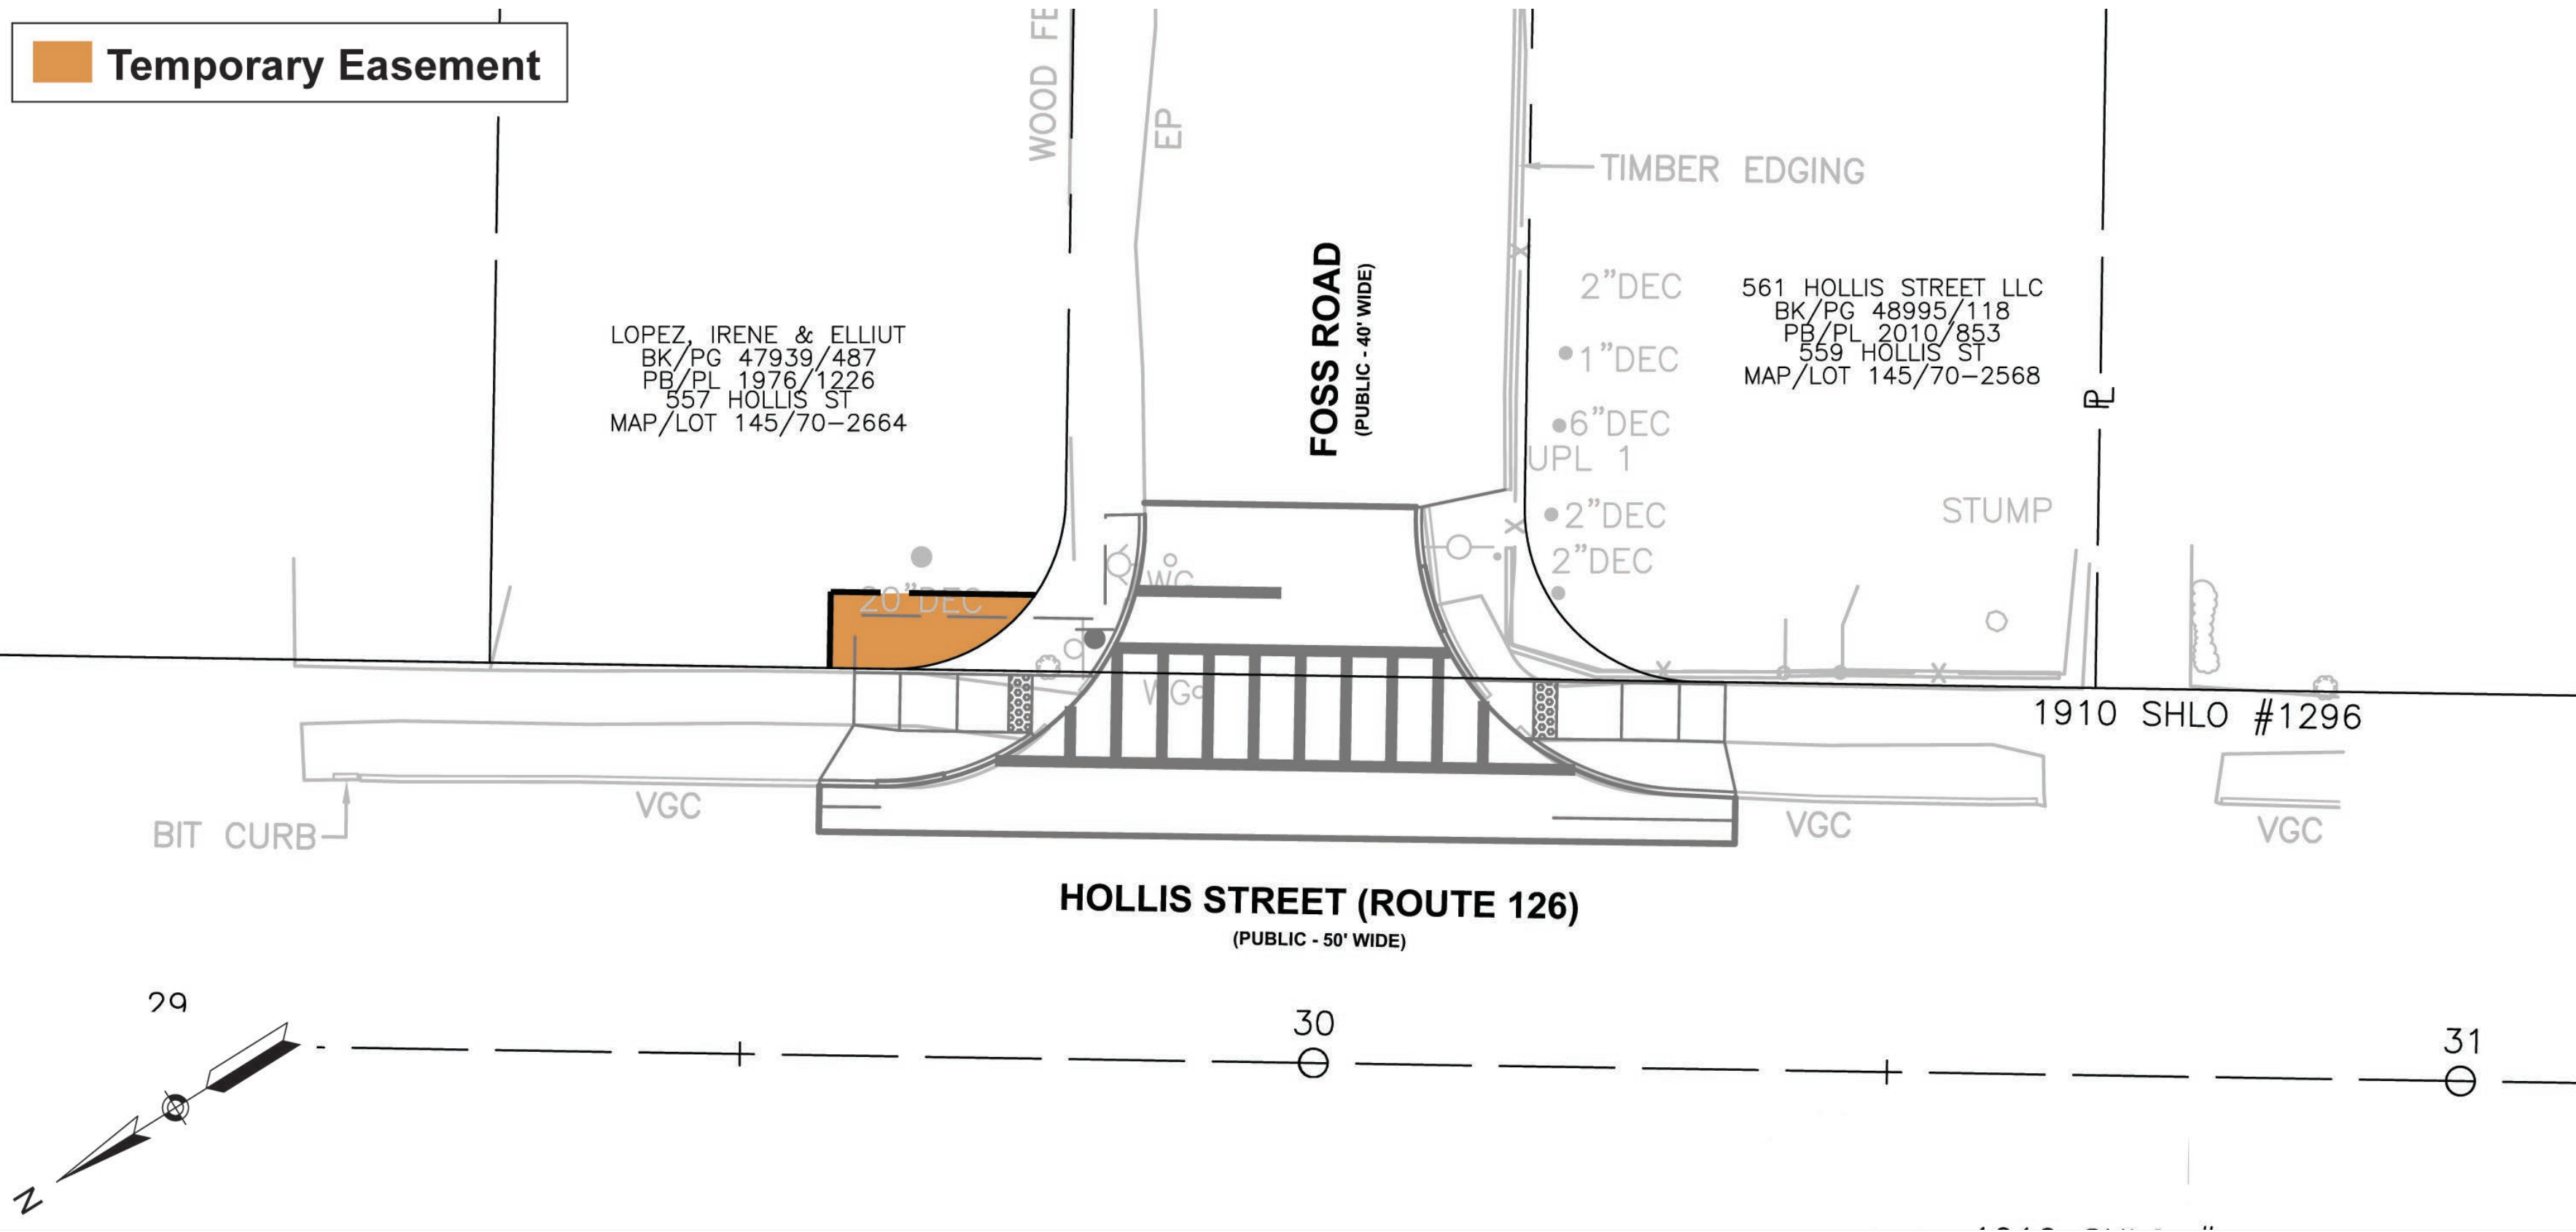 Temporary Easement
WOOD
EP
TIMBER EDGING
LOPEZ, IRENE & ELLIUT
BK/PG 47939/487
PB/PL 1976/1226
557 HOLLIS ST
MAP/LOT 145/70-2664
FOSS ROAD
(PUBLIC - 40' WIDE)
2"DEC
1"DEC
6"DEC
UPL 1
2"DEC
2"DEC
561 HOLLIS STREET LLC
BK/PG 48995/118
PB/PL 2010/853
559 HOLLIS ST
MAP/LOT 145/70-2568
PL
STUMP
20"DEC
WG
WG
1910 SHLO #1296
BIT CURB
VGC
VGC
VGC
HOLLIS STREET (ROUTE 126)
(PUBLIC - 50' WIDE)
29
30
31
N